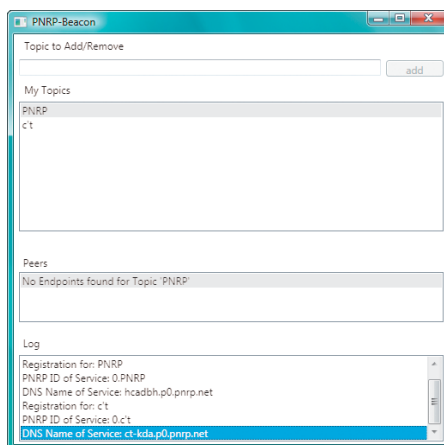 PNRP-Beacon
Topic to Add/Remove
add
My Topics
PNRP
c't
Peers
No Endpoints found for Topic 'PNRP'
Log
Registration for: PNRP
PNRP ID of Service: 0.PNRP
DNS Name of Service: hcadbh.p0.pnrp.net
Registration for: c't
PNRP ID of Service: 0.c't
DNS Name of Service: ct-kda.p0.pnrp.net